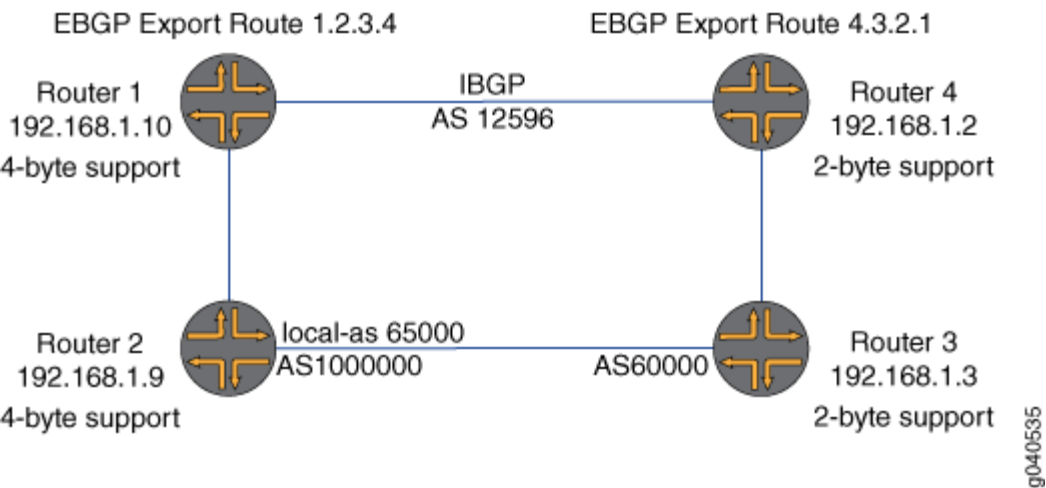 EBGP Export Route 1.2.3.4
EBGP Export Route 4.3.2.1
Router 1
192.168.1.10
4-byte support
IBGP
AS 12596
Router 4
192.168.1.2
2-byte support
Router 2
192.168.1.9
4-byte support
local-as 65000
AS1000000
AS60000
Router 3
192.168.1.3
2-byte support
g040535